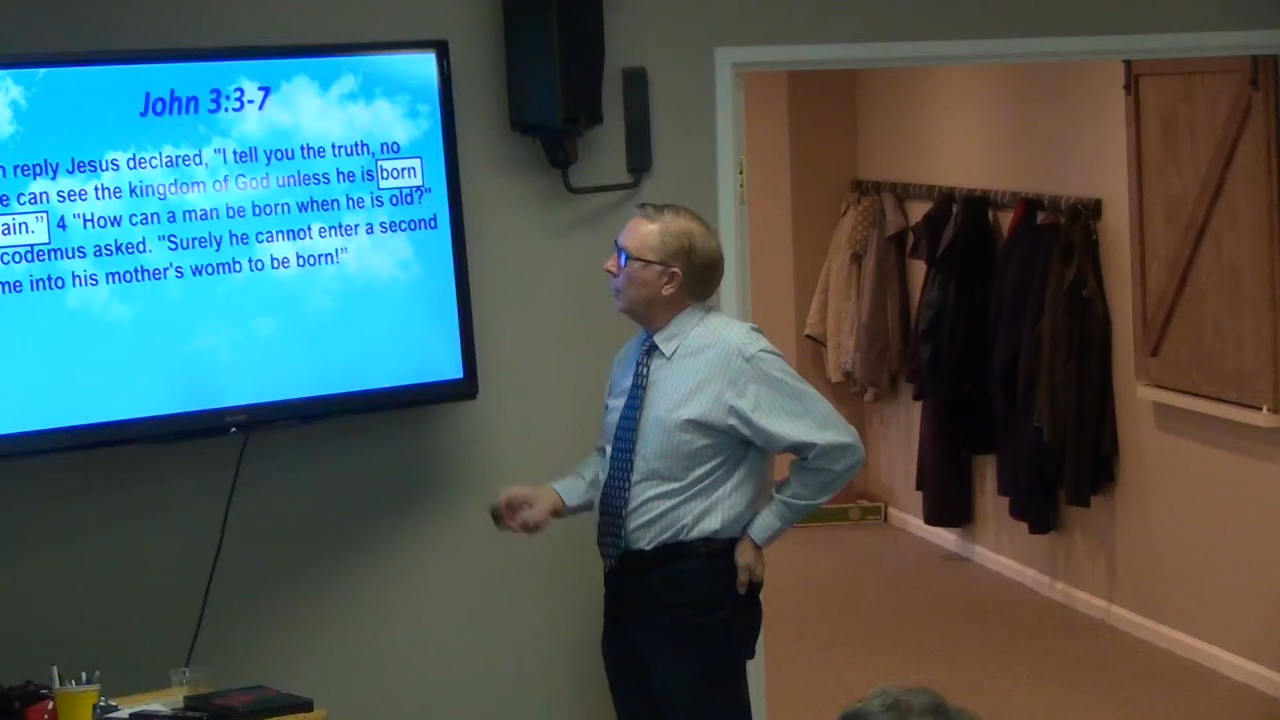 John 3:3-7
n reply Jesus declared, "I tell you the truth, no
e can see the kingdom of God unless he is born
ain." 4 "How can a man be born when he is old?"
codemus asked. "Surely he cannot enter a second
me into his mother's womb to be born!"